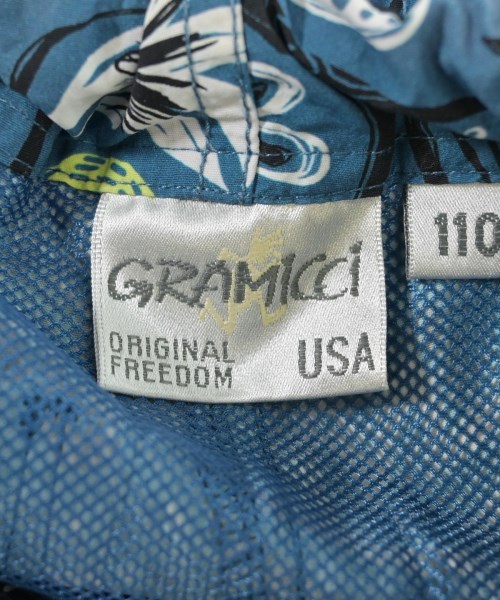 GRAMICCI
ORIGINAL
FREEDOM
USA
110